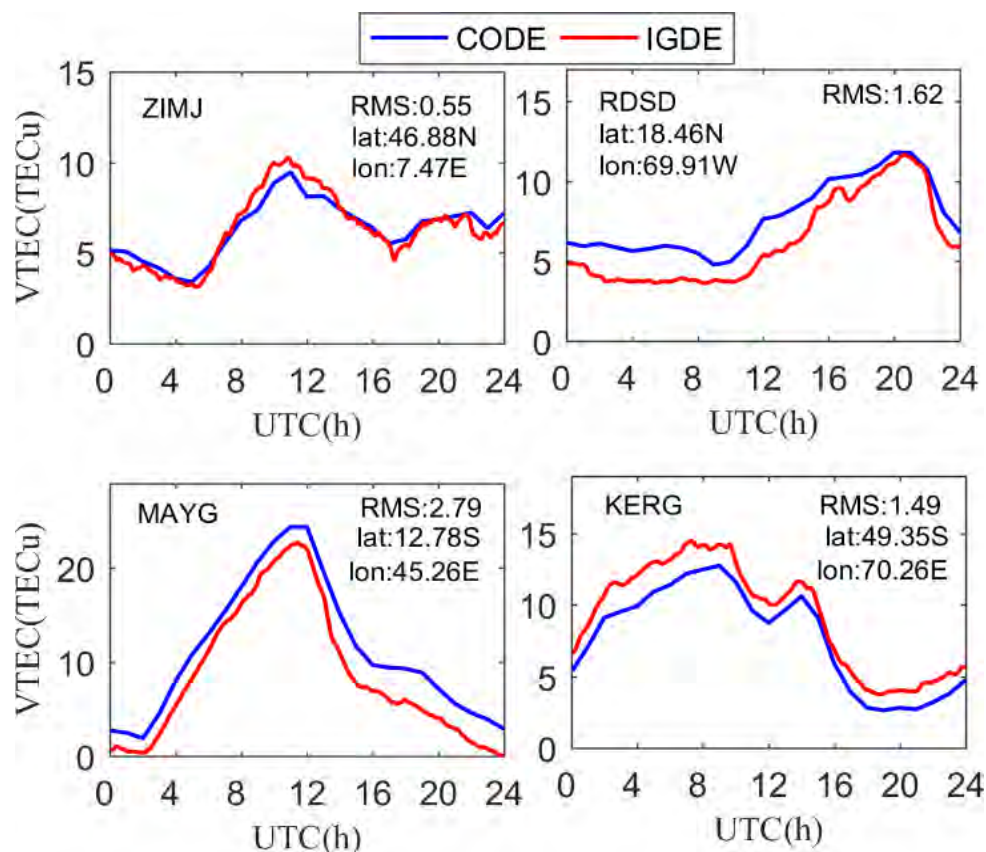 CODE IGDE
VTEC(TECu)
15
10
5
0
ZIMJ
RMS:0.55
lat:46.88N
lon:7.47E
0 4 8 12 16 20 24
UTC(h)
15
10
5
0
RDSD
lat:18.46N
lon:69.91W
RMS:1.62
0 4 8 12 16 20 24
UTC(h)
VTEC(TECu)
20
10
0
MAYG
RMS:2.79
lat:12.78S
lon:45.26E
0 4 8 12 16 20 24
UTC(h)
15
10
5
0
KERG
RMS:1.49
lat:49.35S
lon:70.26E
0 4 8 12 16 20 24
UTC(h)